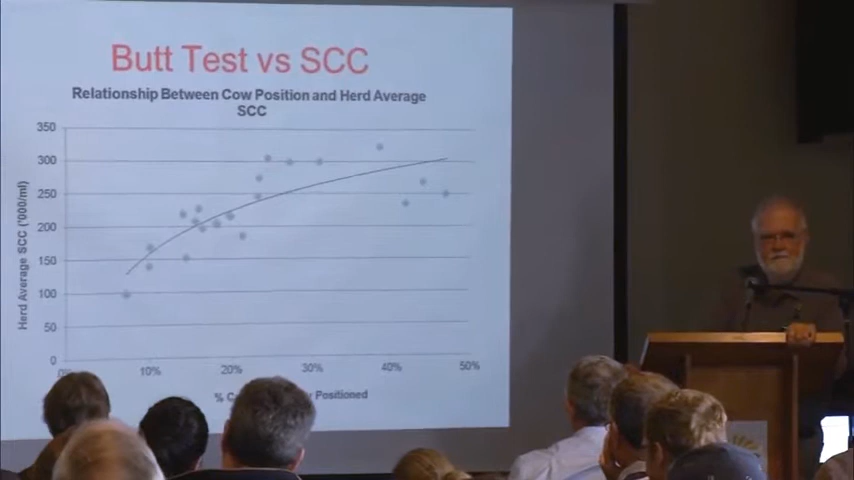 Butt Test vs SCC
Relationship Between Cow Position and Herd Average
SCC
350
300
250
200
150
100
50
0
Herd Average SCC ('000/ml)
10%
20%
30%
40%
50%
% Positioned